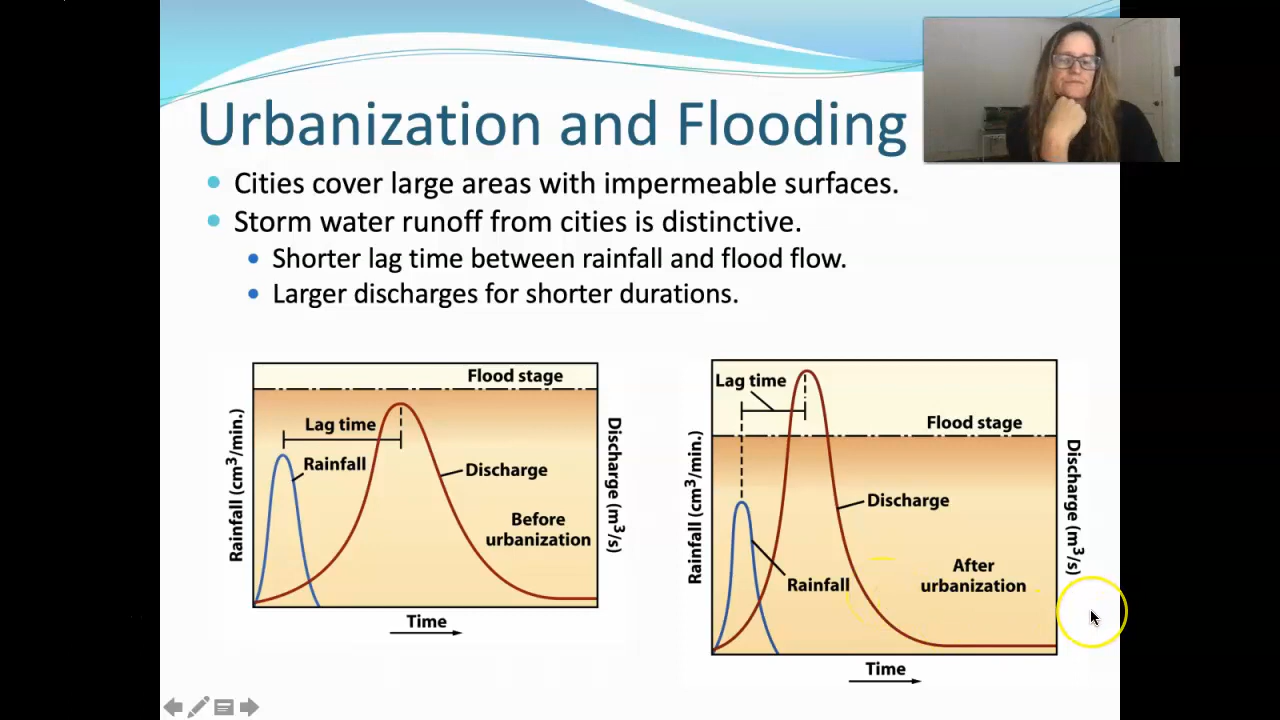 Urbanization and Flooding
• Cities cover large areas with impermeable surfaces.
• Storm water runoff from cities is distinctive.
• Shorter lag time between rainfall and flood flow.
• Larger discharges for shorter durations.
Flood stage
Lag time
Rainfall
Discharge
Before
urbanization
Rainfall (cm³/min.)
Discharge (m³/s)
Time
Lag time
Flood stage
Discharge
Rainfall
After
urbanization
Rainfall (cm³/min.)
Discharge (m³/s)
Time